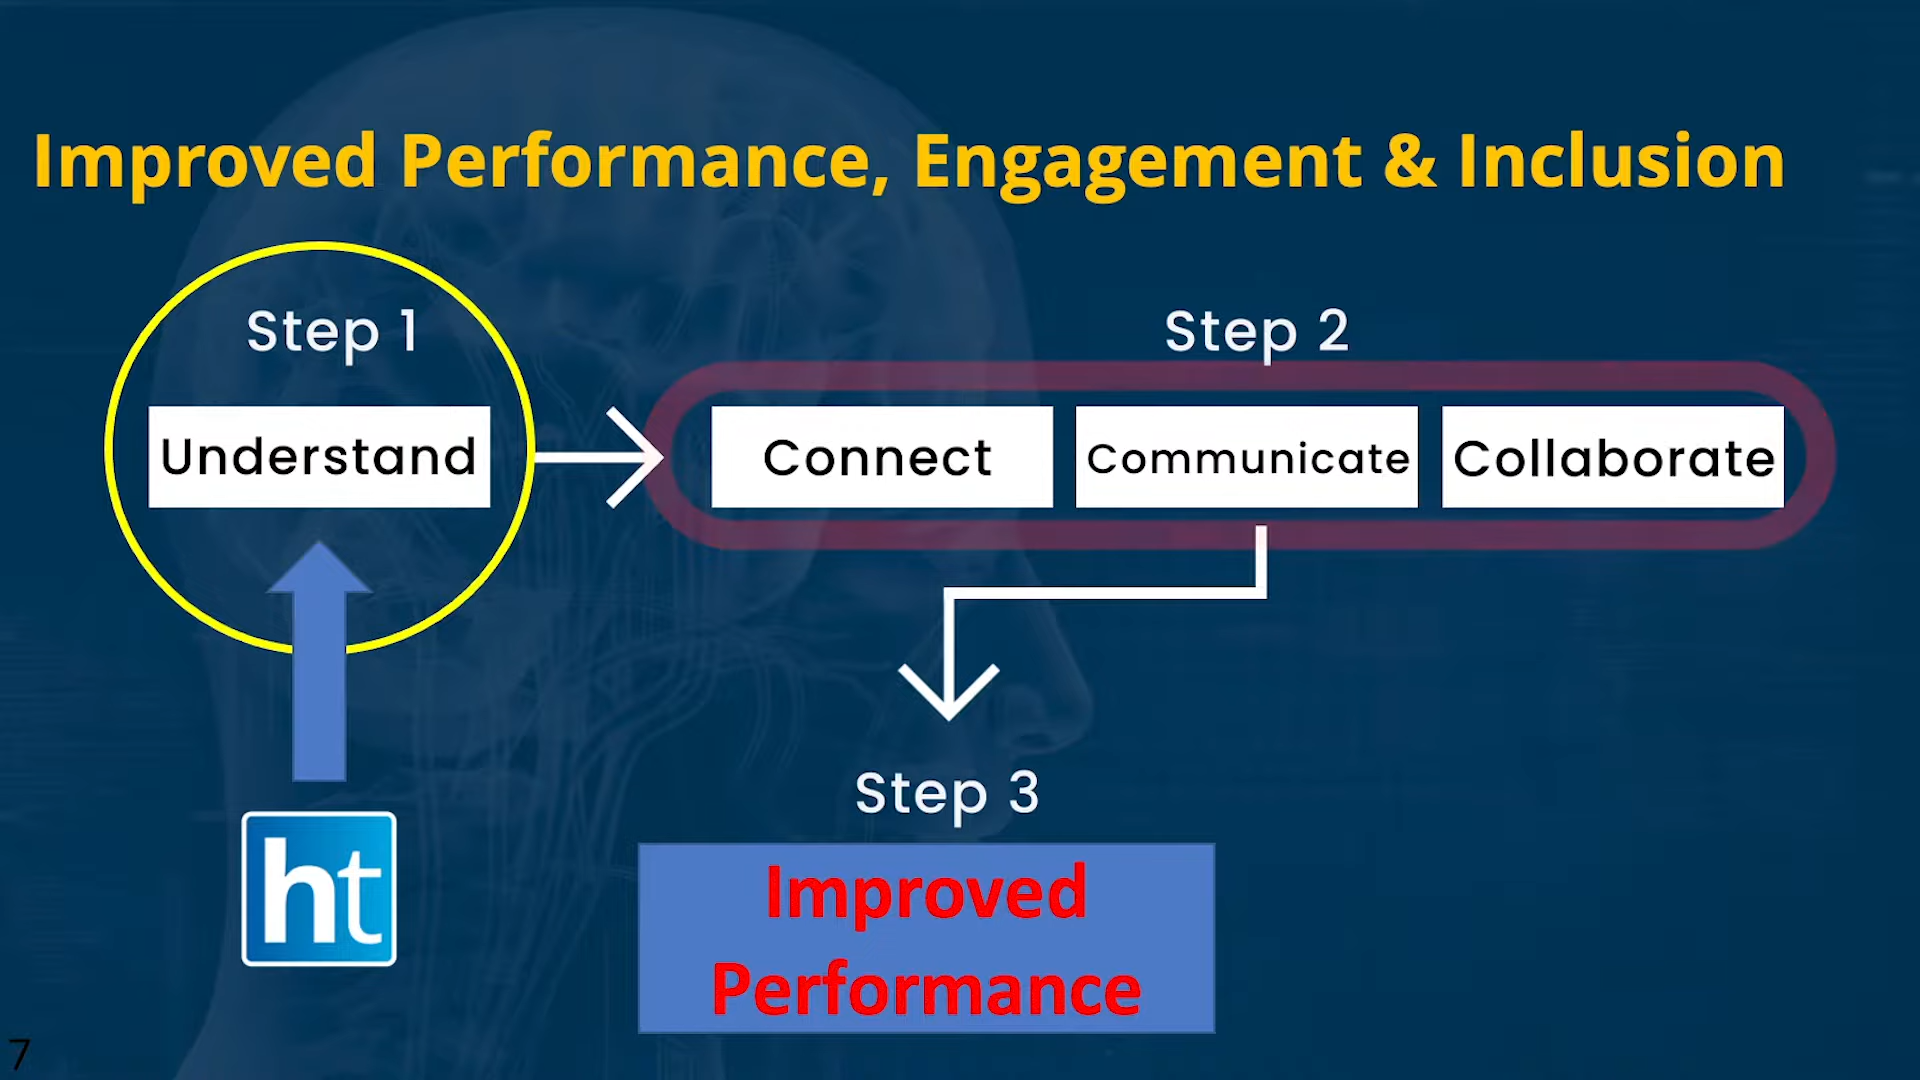 Improved Performance, Engagement & Inclusion
Step 1
Step 2
Understand
Connect
Communicate
Collaborate
Step 3
Improved
Performance
ht
7